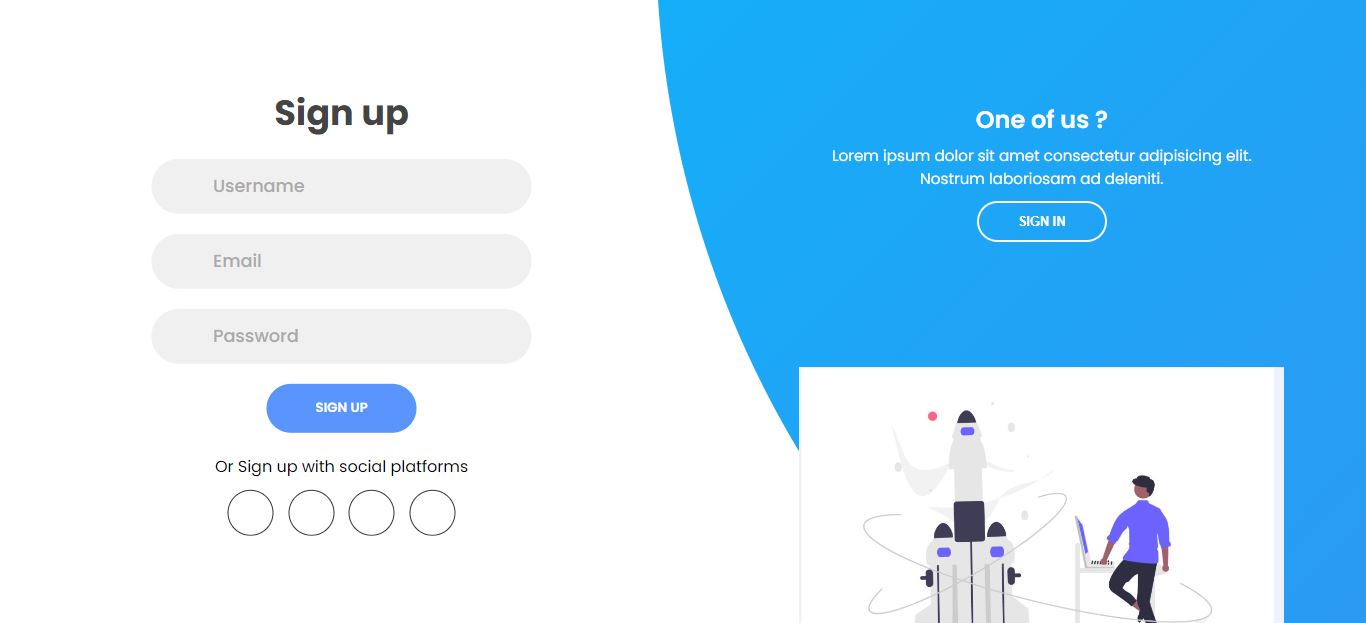 Sign up
Username
Email
Password
SIGN UP
Or Sign up with social platforms
One of us ?
Lorem ipsum dolor sit amet consectetur adipisicing elit.
Nostrum laboriosam ad deleniti.
SIGN IN